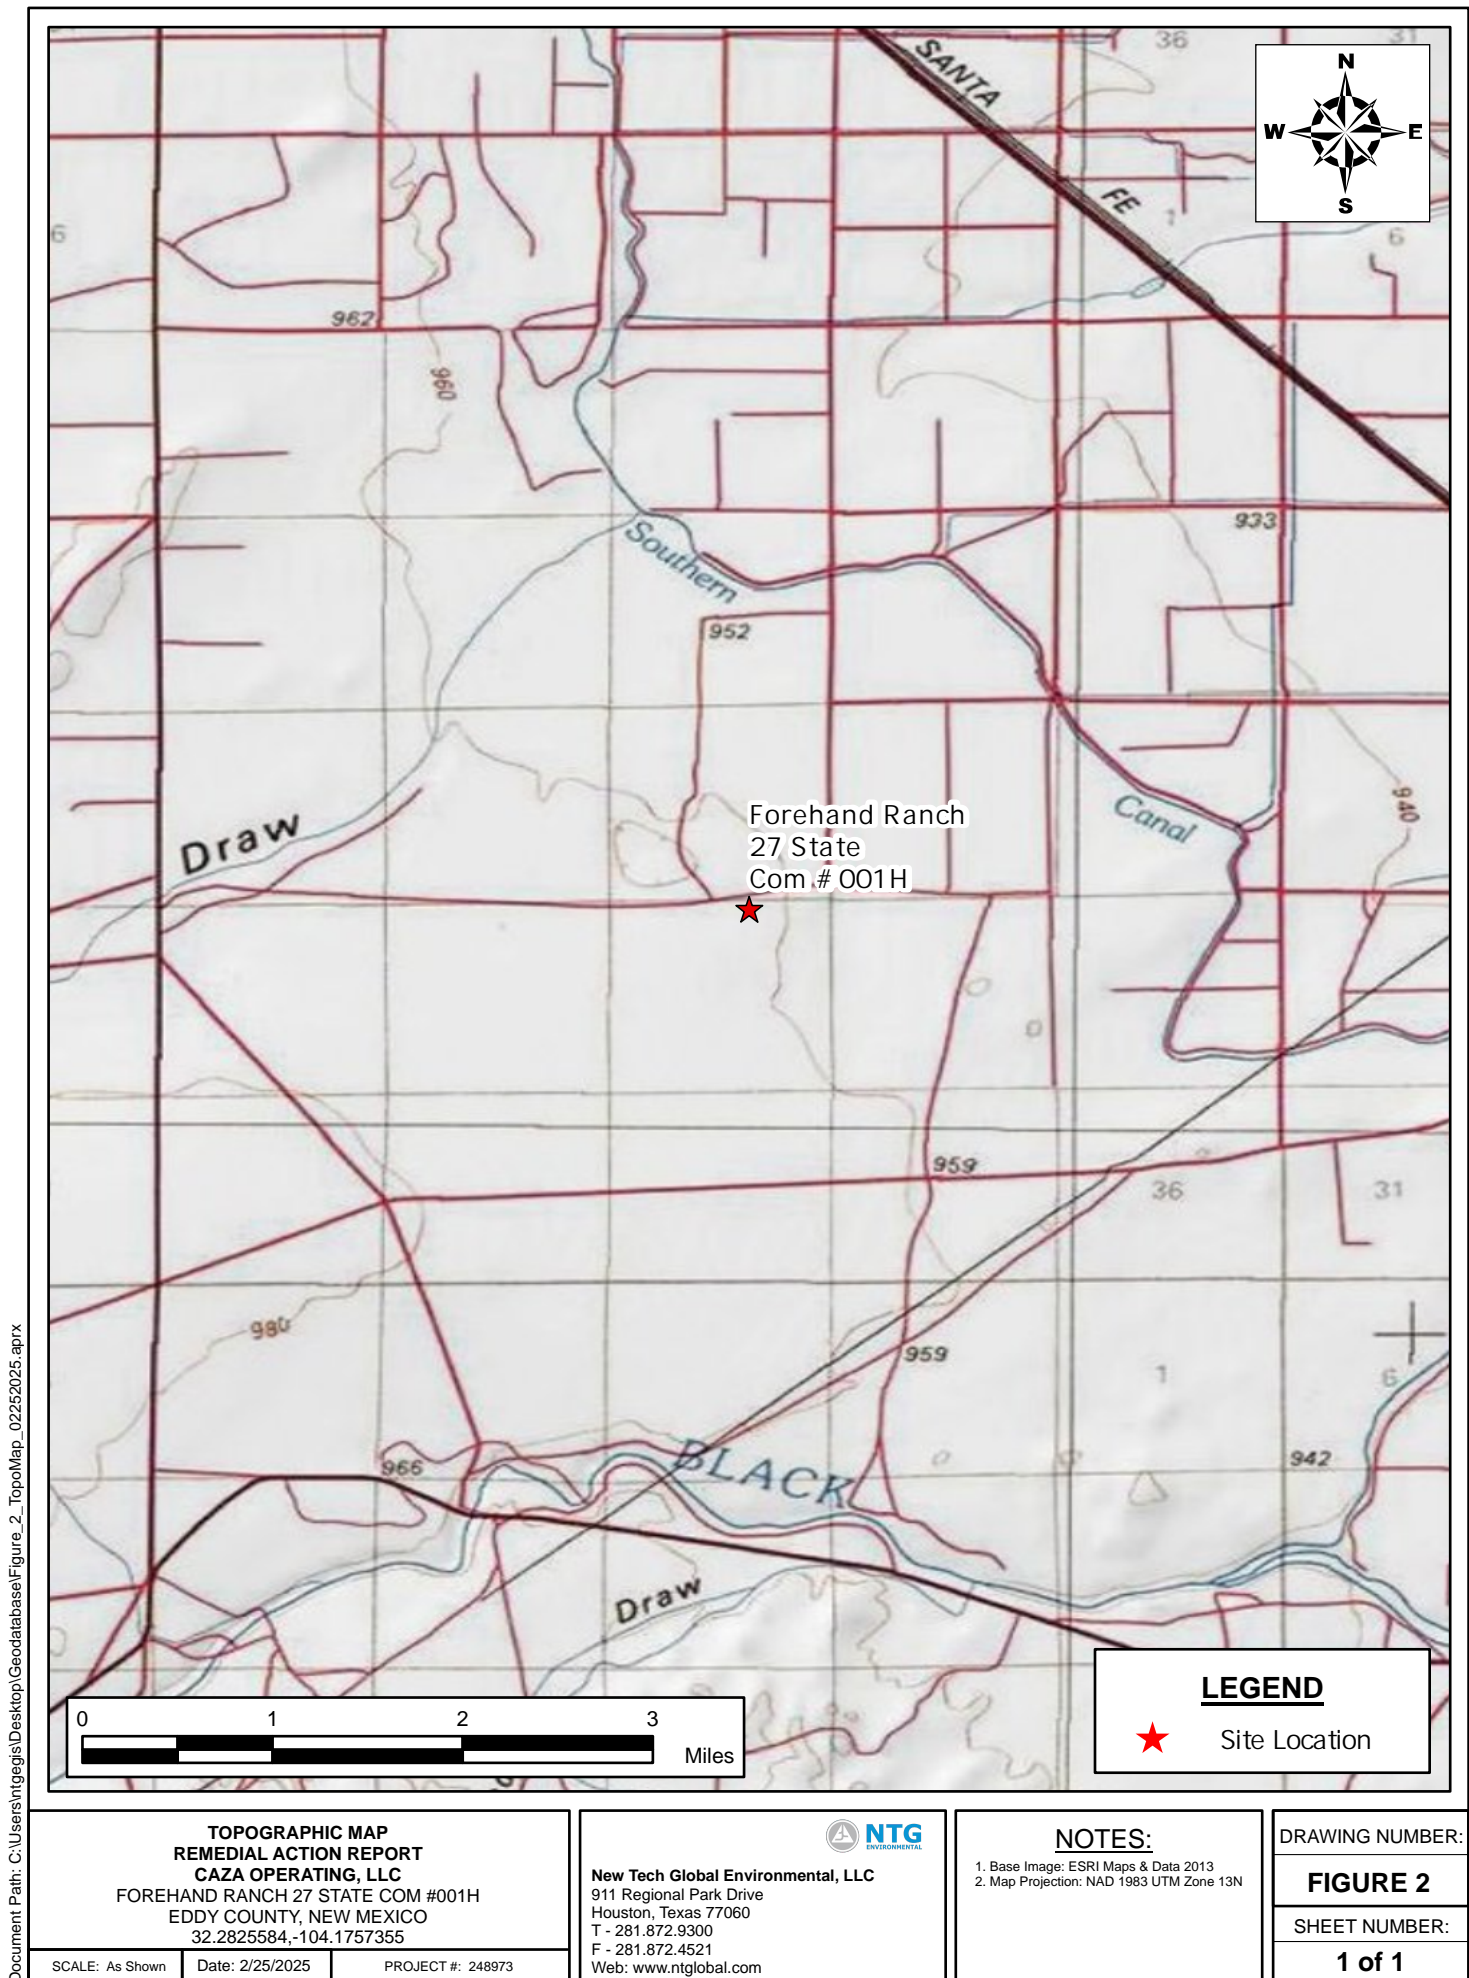 36
31
SANTA
FE
N
W
E
S
1
6
6
962
960
933
Southern
952
Draw
Forehand Ranch
27 State
Com # 001H
Canal
940
959
36
31
980
959
1
6
966
BLACK
942
Draw
0
1
2
3
Miles
LEGEND
Site Location
Document Path: C:\Users\ntgegis\Desktop\Geodatabase\Figure_2_TopoMap_02252025.aprx
TOPOGRAPHIC MAP
REMEDIAL ACTION REPORT
CAZA OPERATING, LLC
FOREHAND RANCH 27 STATE COM #001H
EDDY COUNTY, NEW MEXICO
32.2825584,-104.1757355
SCALE: As Shown
Date: 2/25/2025
PROJECT #: 248973
NTG
ENVIRONMENTAL
New Tech Global Environmental, LLC
911 Regional Park Drive
Houston, Texas 77060
T - 281.872.9300
F - 281.872.4521
Web: www.ntglobal.com
NOTES:
1. Base Image: ESRI Maps & Data 2013
2. Map Projection: NAD 1983 UTM Zone 13N
DRAWING NUMBER:
FIGURE 2
SHEET NUMBER:
1 of 1